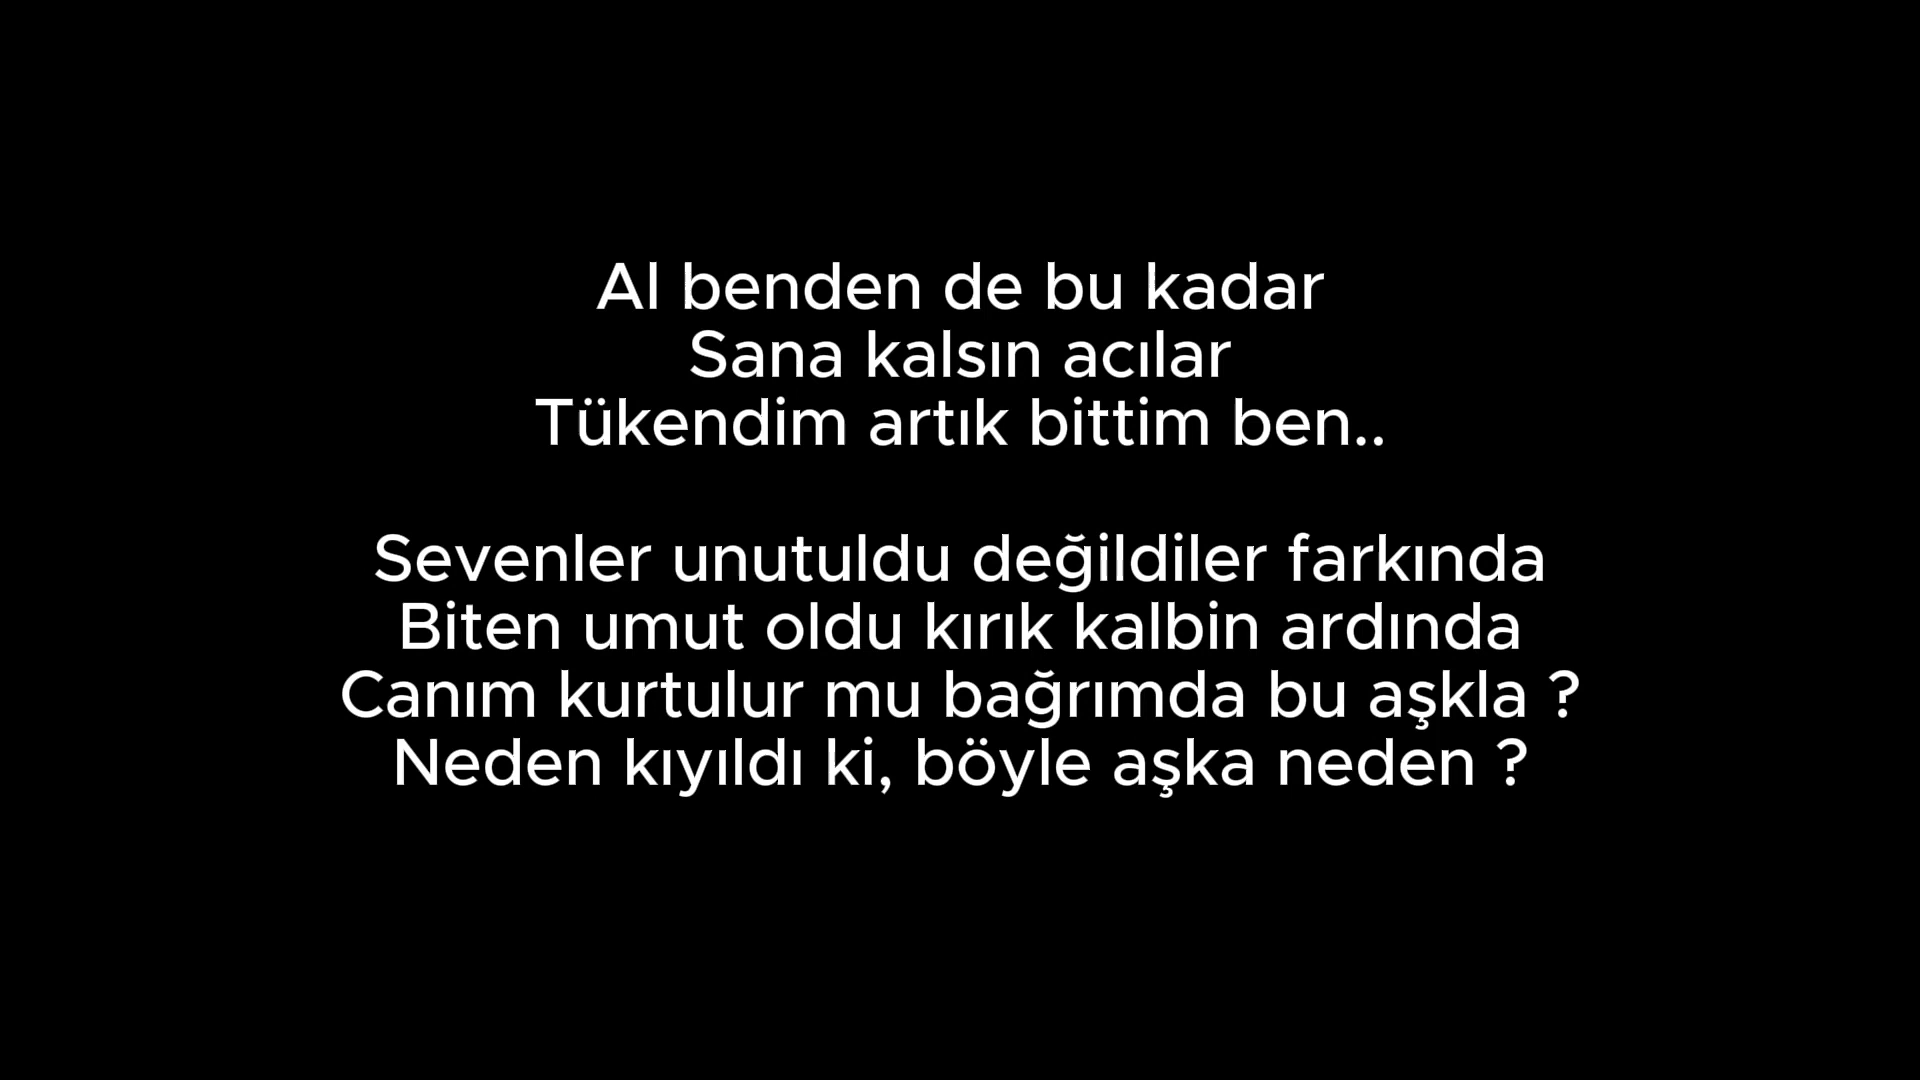 Al benden de bu kadar
Sana kalsın acılar
Tükendim artık bittim ben..
Sevenler unutuldu değildiler farkında
Biten umut oldu kırık kalbin ardında
Canım kurtulur mu bağrımda bu aşkla ?
Neden kıyıldı ki, böyle aşka neden ?